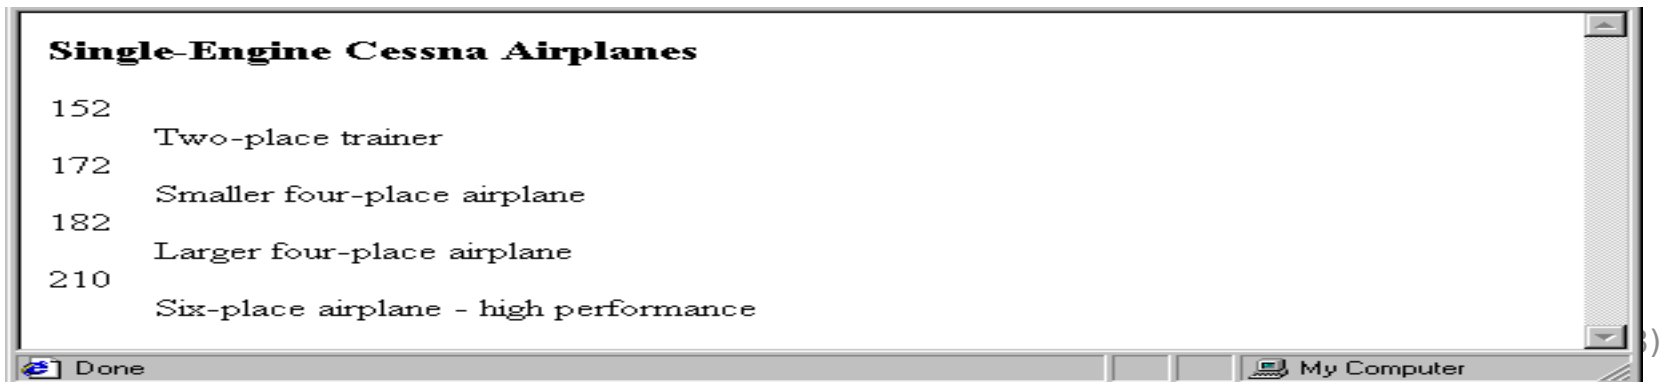 Single-Engine Cessna Airplanes
152
Two-place trainer
172
Smaller four-place airplane
182
Larger four-place airplane
210
Six-place airplane - high performance
Done
My Computer